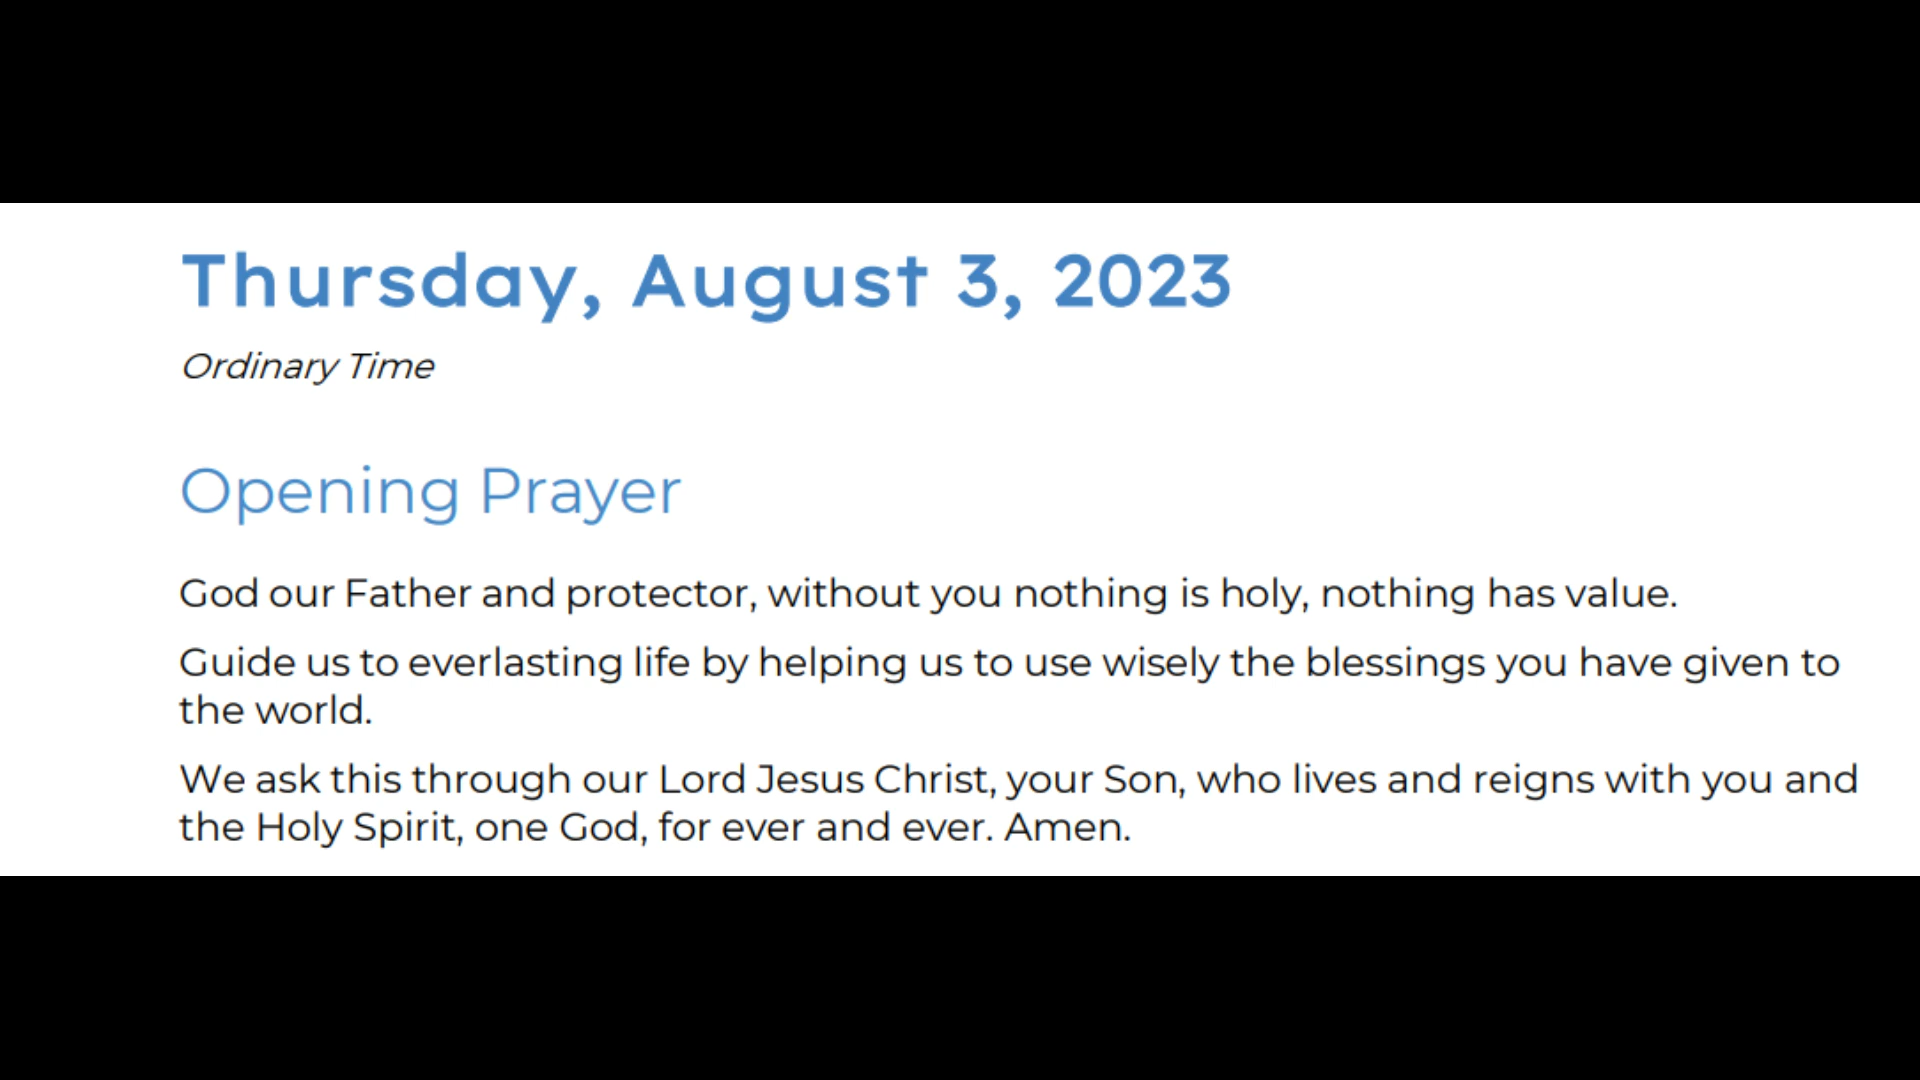 Thursday, August 3, 2023
Ordinary Time
Opening Prayer
God our Father and protector, without you nothing is holy, nothing has value.
Guide us to everlasting life by helping us to use wisely the blessings you have given to
the world.
We ask this through our Lord Jesus Christ, your Son, who lives and reigns with you and
the Holy Spirit, one God, for ever and ever. Amen.